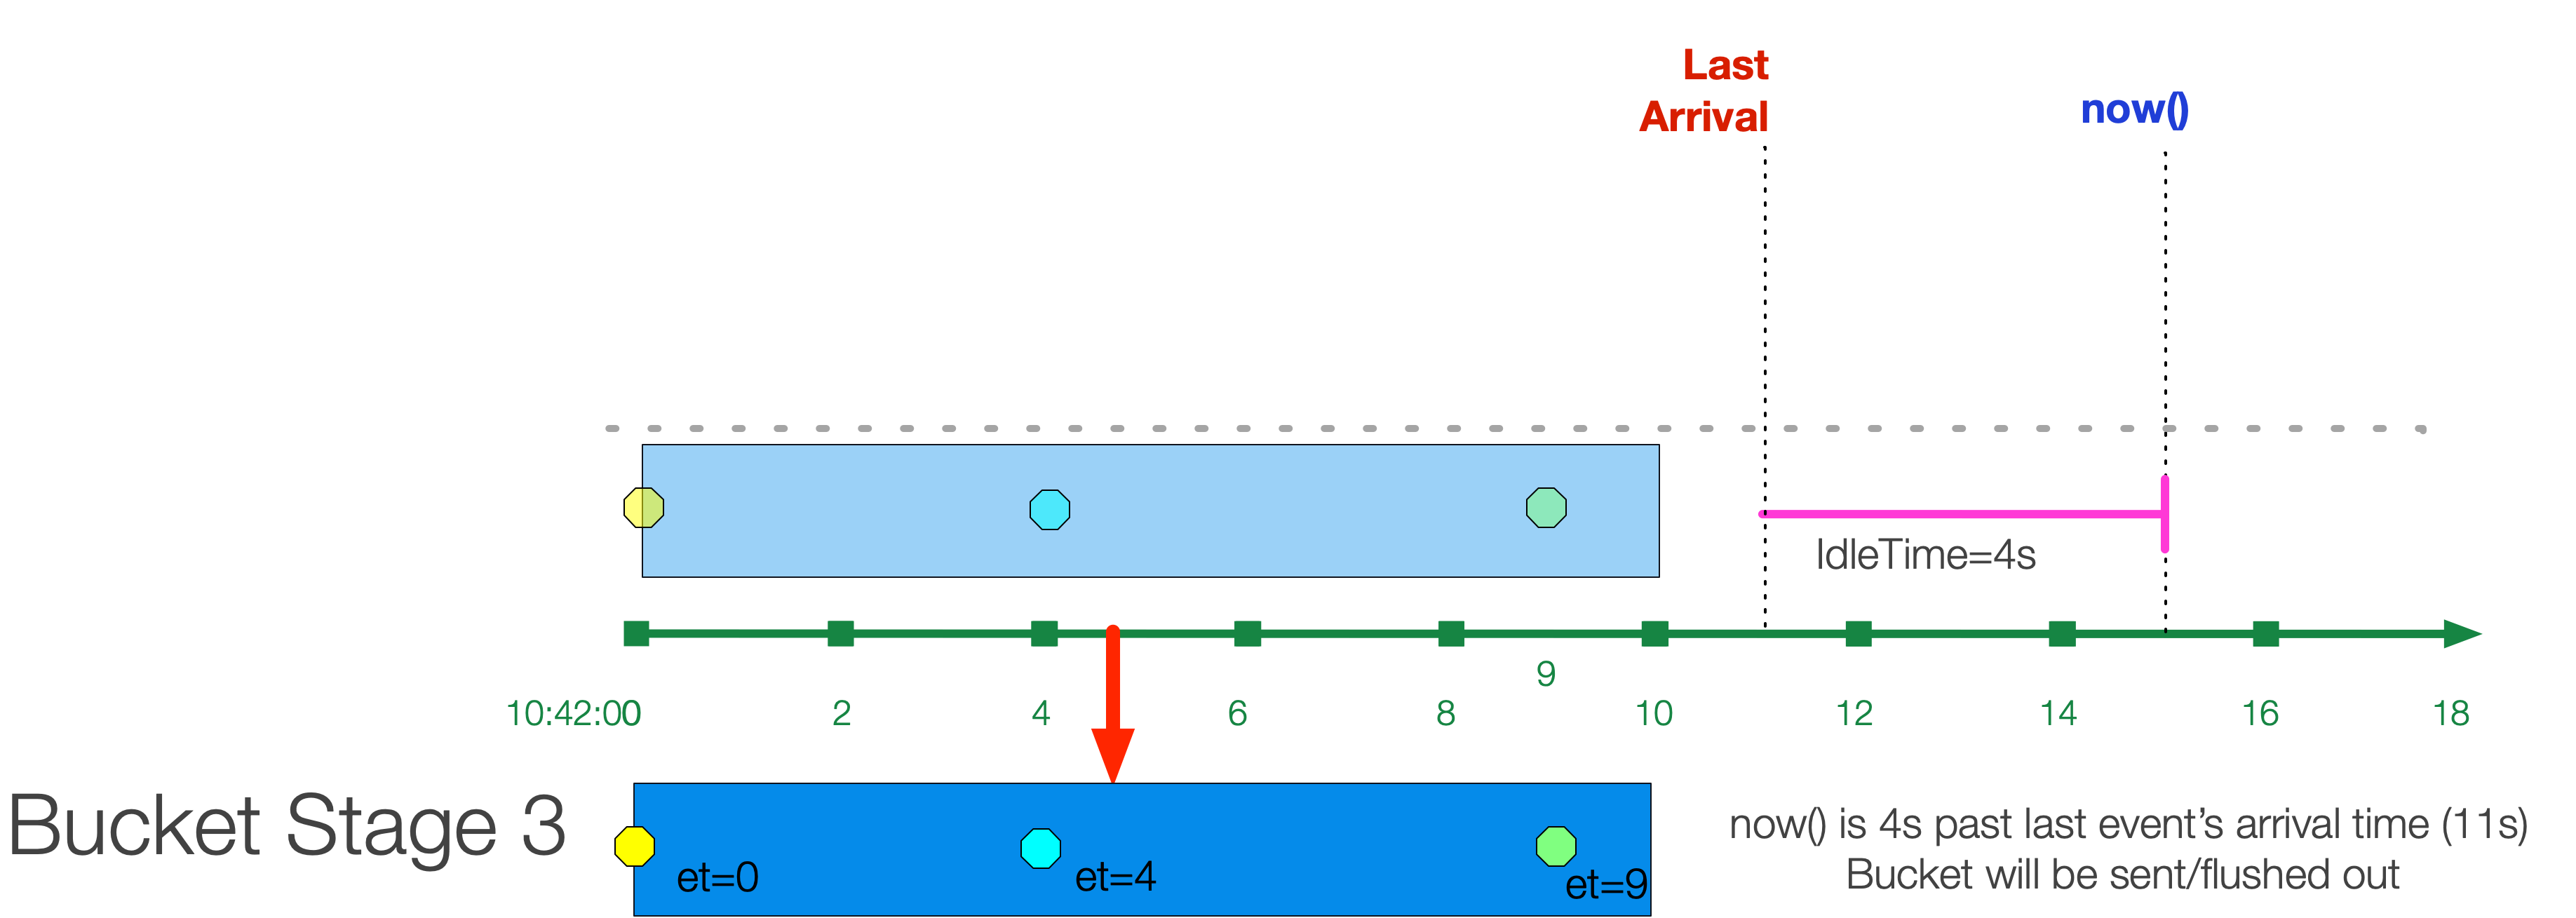 Last
Arrival
now()
IdleTime=4s
9
10:42:00 2 4 6 8 10 12 14 16 18
Bucket Stage 3
et=0 et=4 et=9
now() is 4s past last event’s arrival time (11s)
Bucket will be sent/flushed out